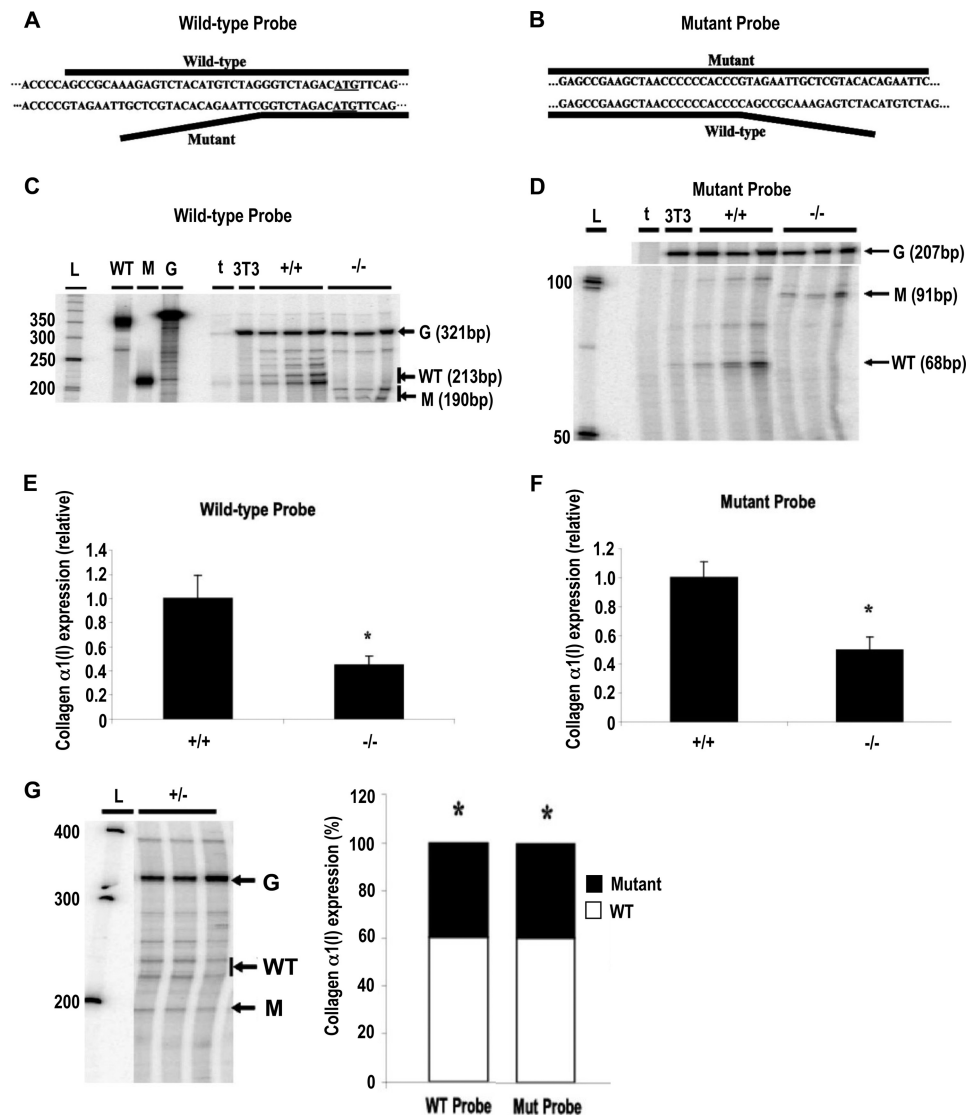 A
Wild-type Probe
Wild-type
···ACCCCAGCCGCAAAGAGTCTACATGTCTAGGGTCTAGACATGTTCAG···
···ACCCCGTAGAATTGCTCGTACACAGAATTCGGTCTAGACATGTTCAG···
Mutant
B
Mutant Probe
Mutant
...GAGCCGAAGCTAACCCCCCACCCGTAGAATTGCTCGTACACAGAATTC...
...GAGCCGAAGCTAACCCCCCACCCCAGCCGCAAAGAGTCTACATGTCTAG...
Wild-type
C
Wild-type Probe
L WT M G t 3T3 +/+ -/-
350
300
250
200
G (321bp)
WT (213bp)
M (190bp)
D
Mutant Probe
L t 3T3 +/+ -/-
G (207bp)
100
M (91bp)
WT (68bp)
50
E
Wild-type Probe
Collagen α1(I) expression (relative)
1.4
1.2
1.0
0.8
0.6
0.4
0.2
0
*
+/+ -/-
F
Mutant Probe
Collagen α1(I) expression (relative)
1.2
1.0
0.8
0.6
0.4
0.2
0
*
+/+ -/-
G
L +/-
400
300
200
G
WT
M
Collagen α1(I) expression (%)
120
100
80
60
40
20
0
* *
Mutant
WT
WT Probe Mut Probe